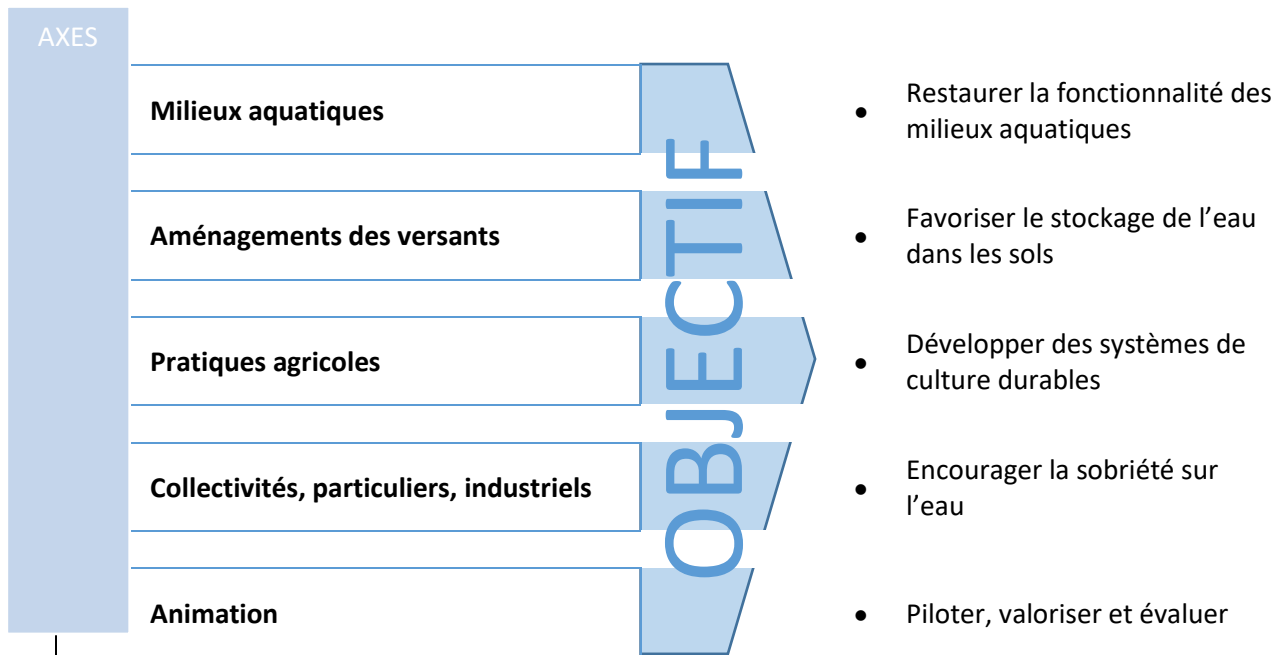 AXES
Milieux aquatiques
Restaurer la fonctionnalité des
milieux aquatiques
Aménagements des versants
Favoriser le stockage de l’eau
dans les sols
Pratiques agricoles
Développer des systèmes de
culture durables
Collectivités, particuliers, industriels
Encourager la sobriété sur
l’eau
Animation
Piloter, valoriser et évaluer
OBJECTIF